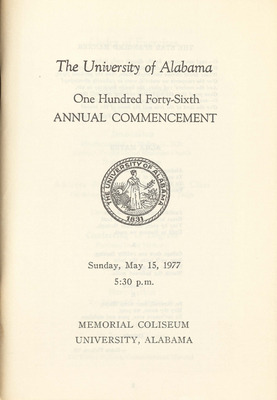 The University of Alabama
One Hundred Forty-Sixth
ANNUAL COMMENCEMENT
THE UNIVERSITY OF ALABAMA
1831
Sunday, May 15, 1977
5:30 p.m.
MEMORIAL COLISEUM
UNIVERSITY, ALABAMA